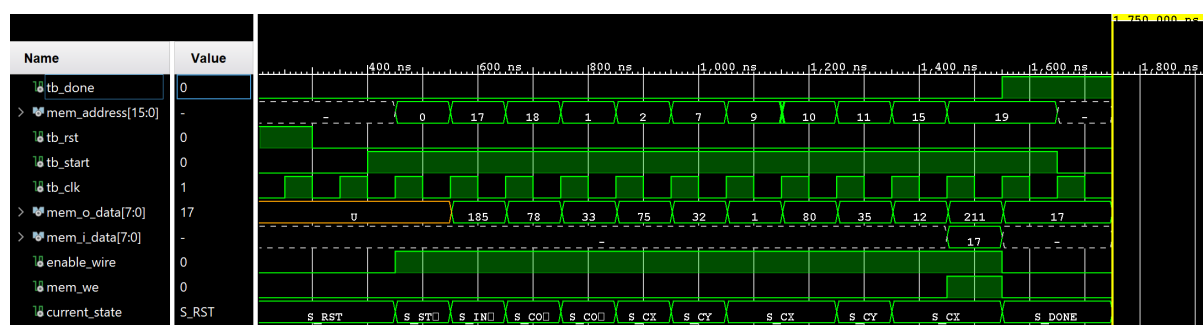 1,750.000 ns
Name Value
400 ns 600 ns 800 ns 1,000 ns 1,200 ns 1,400 ns 1,600 ns 1,800 ns
tb_done 0
mem_address[15:0] - - 0 17 18 1 2 7 9 10 11 15 19 -
tb_rst 0
tb_start 0
tb_clk 1
mem_o_data[7:0] 17 U 185 78 33 75 32 1 80 35 12 211 17
mem_i_data[7:0] - - 17 -
enable_wire 0
mem_we 0
current_state S_RST S_RST S_ST□ S_IN□ S_CO□ S_CO□ S_CX S_CY S_CX S_CY S_CX S_DONE